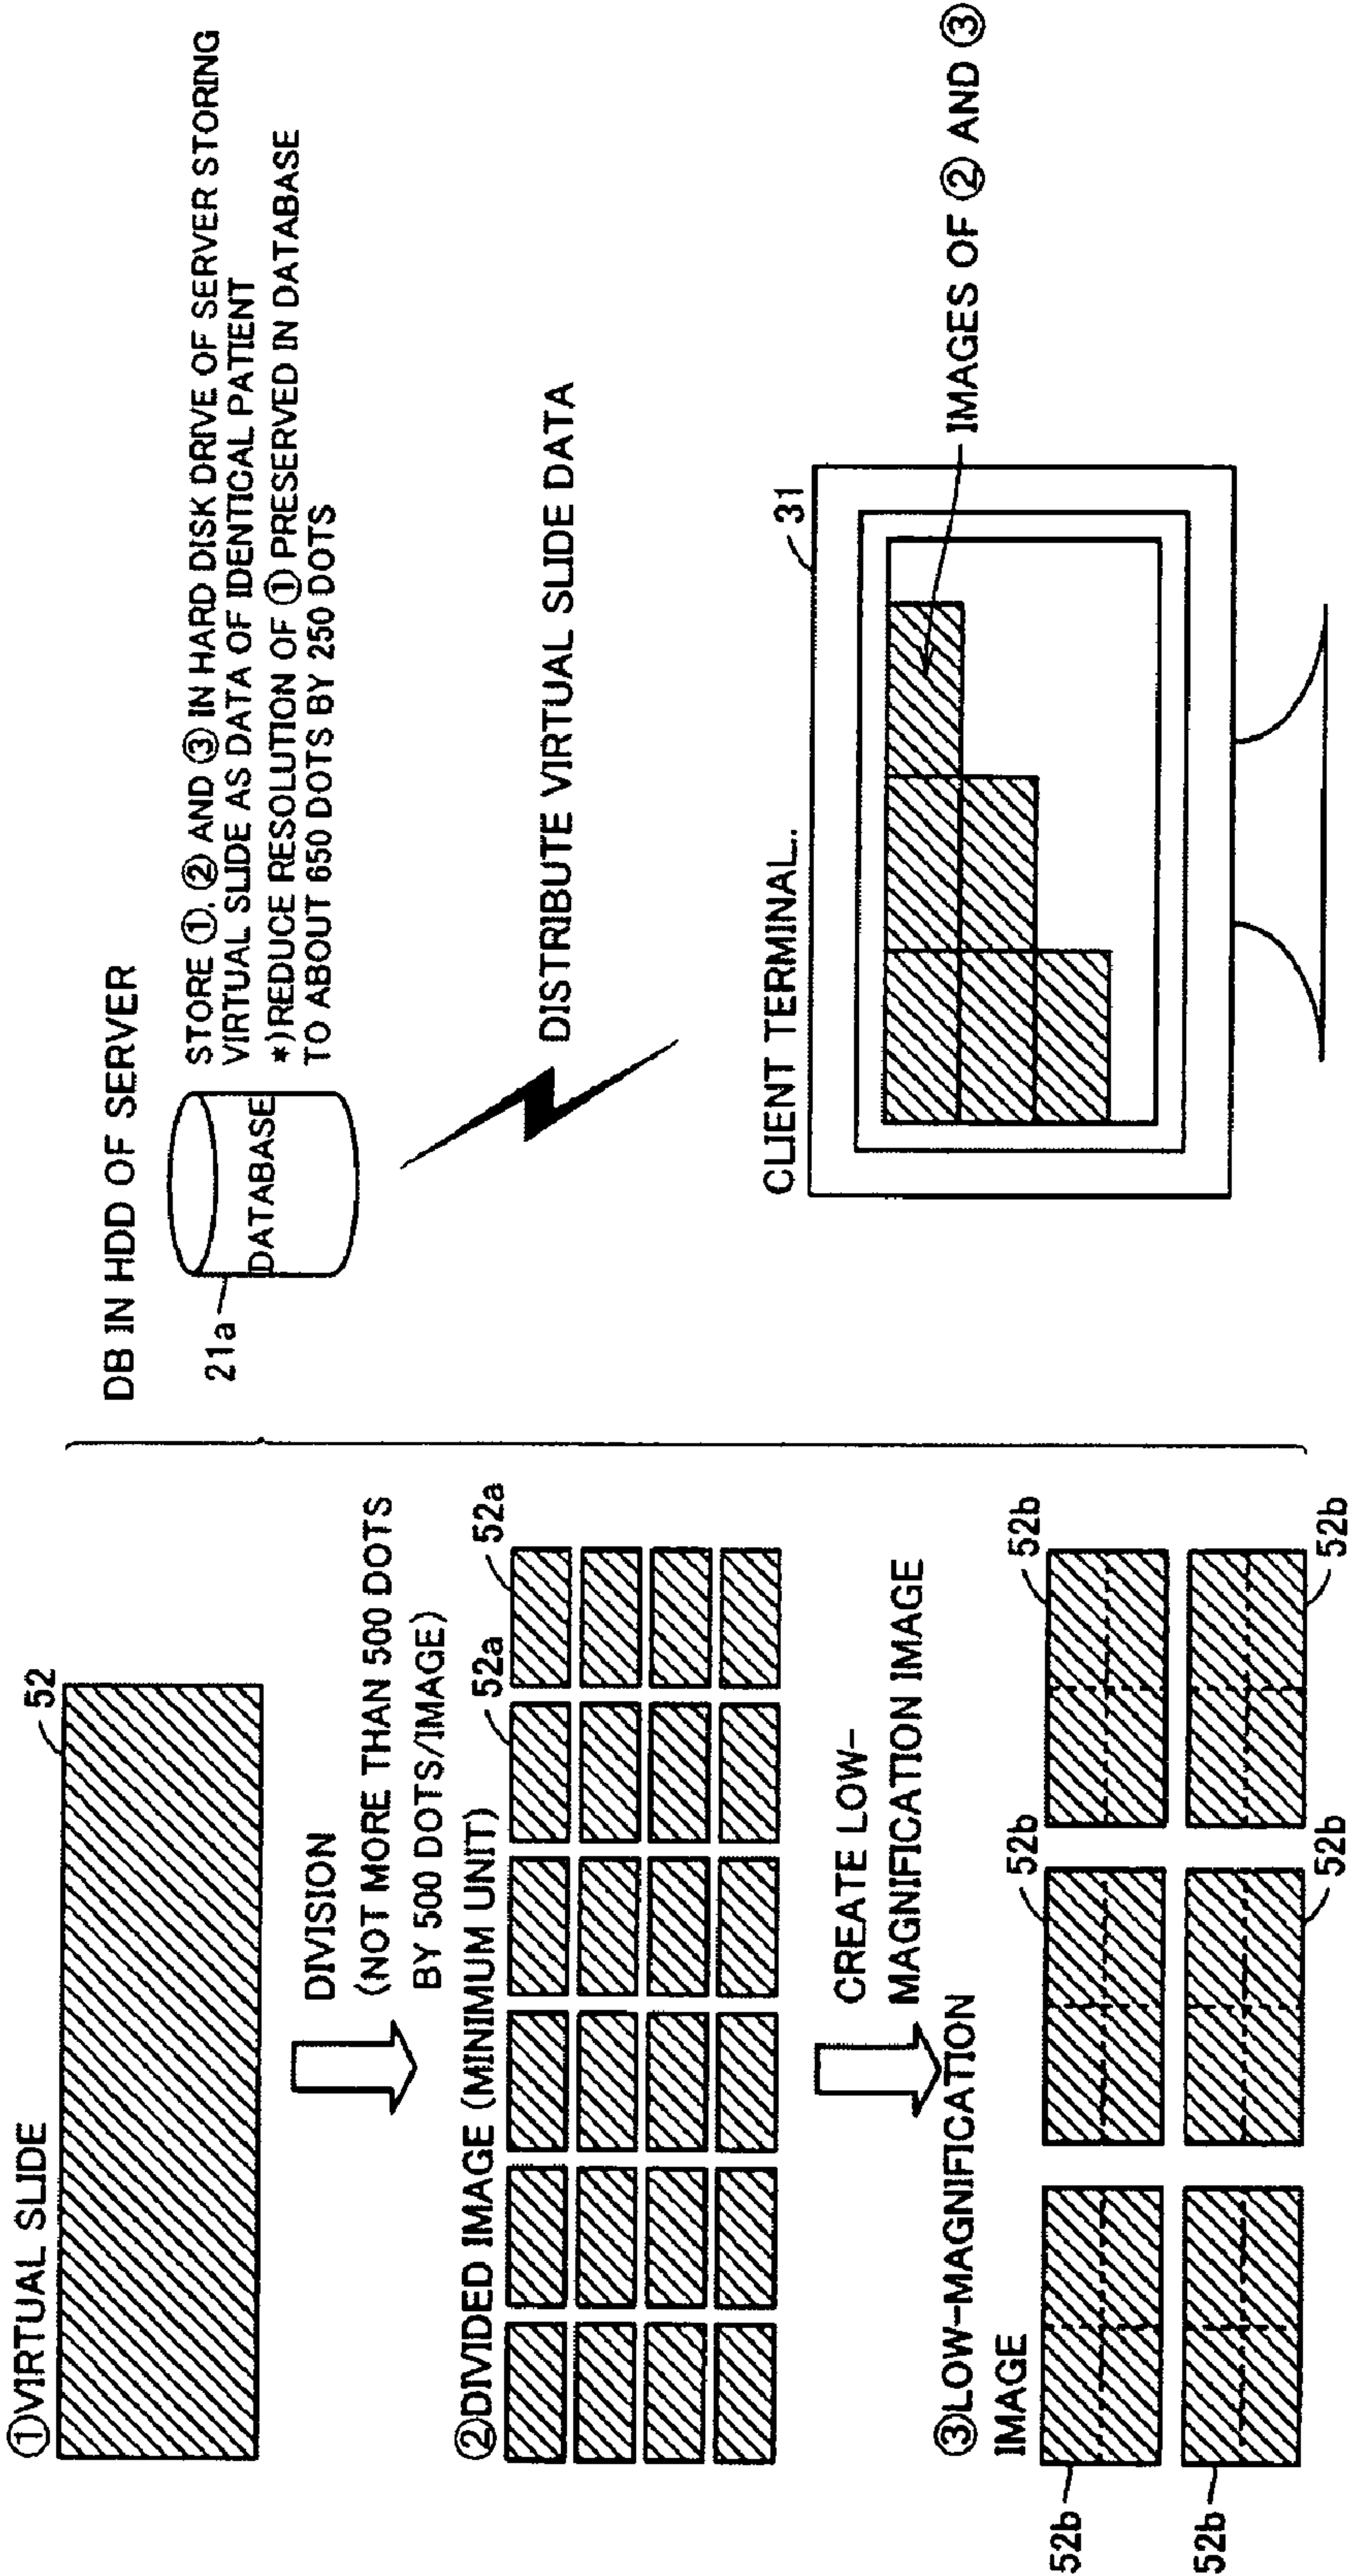 ①VIRTUAL SLIDE
52
DIVISION
(NOT MORE THAN 500 DOTS
BY 500 DOTS/IMAGE)
②DIVIDED IMAGE (MINIMUM UNIT)
52a
52a
CREATE LOW-
MAGNIFICATION IMAGE
③LOW-MAGNIFICATION
IMAGE
52b
52b
52b
52b
52b
52b
DB IN HDD OF SERVER
21a
DATABASE
STORE ①, ② AND ③ IN HARD DISK DRIVE OF SERVER STORING
VIRTUAL SLIDE AS DATA OF IDENTICAL PATIENT
*)REDUCE RESOLUTION OF ① PRESERVED IN DATABASE
TO ABOUT 650 DOTS BY 250 DOTS
DISTRIBUTE VIRTUAL SLIDE DATA
CLIENT TERMINAL..
31
IMAGES OF ② AND ③